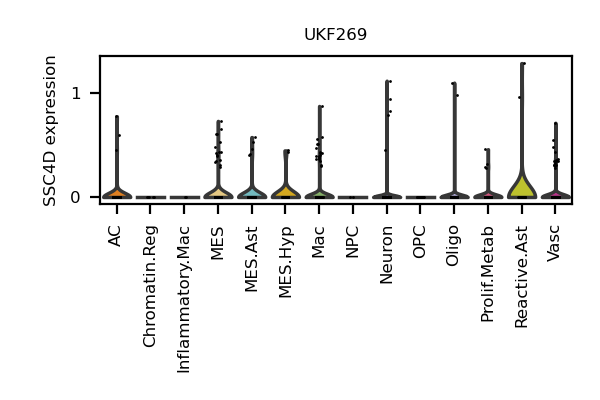 UKF269
SSC4D expression
1
0
AC
Chromatin.Reg
Inflammatory.Mac
MES
MES.Ast
MES.Hyp
Mac
NPC
Neuron
OPC
Oligo
Prolif.Metab
Reactive.Ast
Vasc